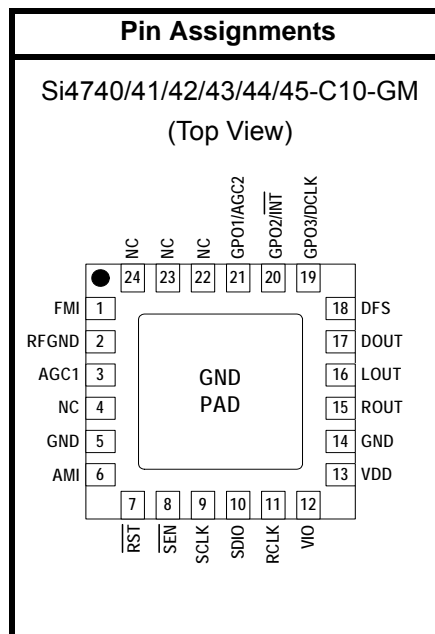 Pin Assignments
Si4740/41/42/43/44/45-C10-GM
(Top View)
NC NC NC GPO1/AGC2 GPO2/INT GPO3/DCLK
24 23 22 21 20 19
FMI 1
RFGND 2
AGC1 3
NC 4
GND 5
AMI 6
GND
PAD
18 DFS
17 DOUT
16 LOUT
15 ROUT
14 GND
13 VDD
7 8 9 10 11 12
RST SEN SCLK SDIO RCLK VIO